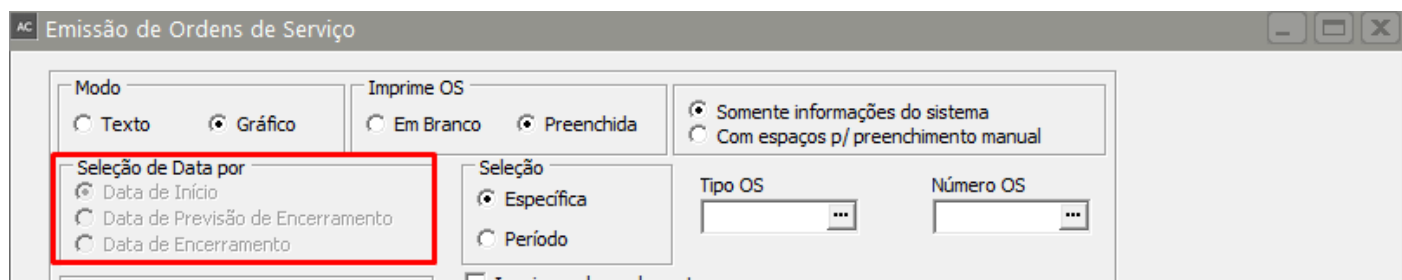 AC Emissão de Ordens de Serviço
Modo
Texto Gráfico
Imprime OS
Em Branco Preenchida
Somente informações do sistema
Com espaços p/ preenchimento manual
Seleção de Data por
Data de Início
Data de Previsão de Encerramento
Data de Encerramento
Seleção
Específica
Período
Tipo OS
...
Número OS
...